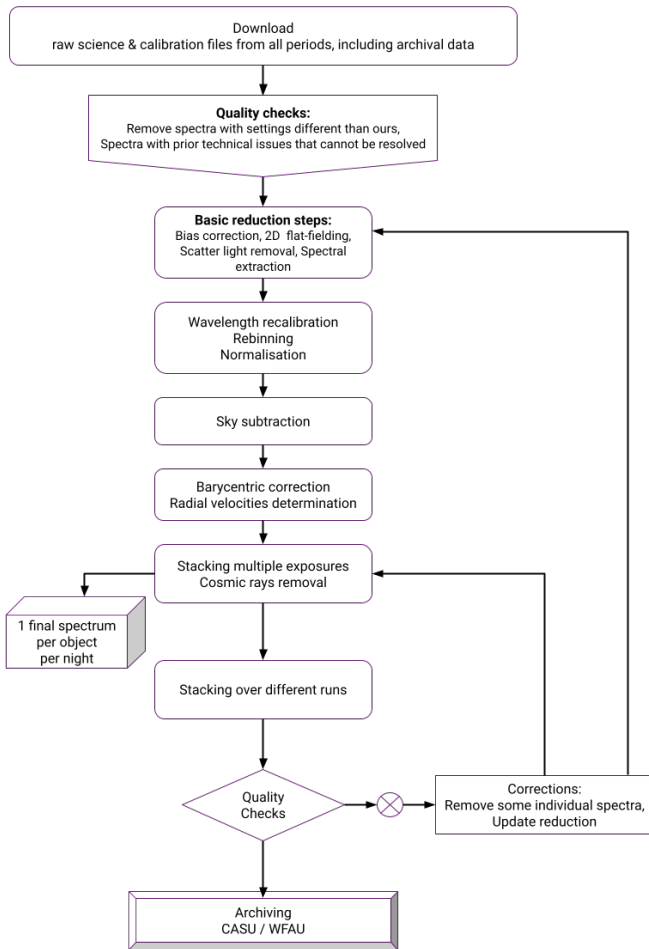 Download
raw science & calibration files from all periods, including archival data
Quality checks:
Remove spectra with settings different than ours,
Spectra with prior technical issues that cannot be resolved
Basic reduction steps:
Bias correction, 2D flat-fielding,
Scatter light removal, Spectral
extraction
Wavelength recalibration
Rebinning
Normalisation
Sky subtraction
Barycentric correction
Radial velocities determination
Stacking multiple exposures
Cosmic rays removal
1 final spectrum
per object
per night
Stacking over different runs
Quality
Checks
Corrections:
Remove some individual spectra,
Update reduction
Archiving
CASU / WFAU